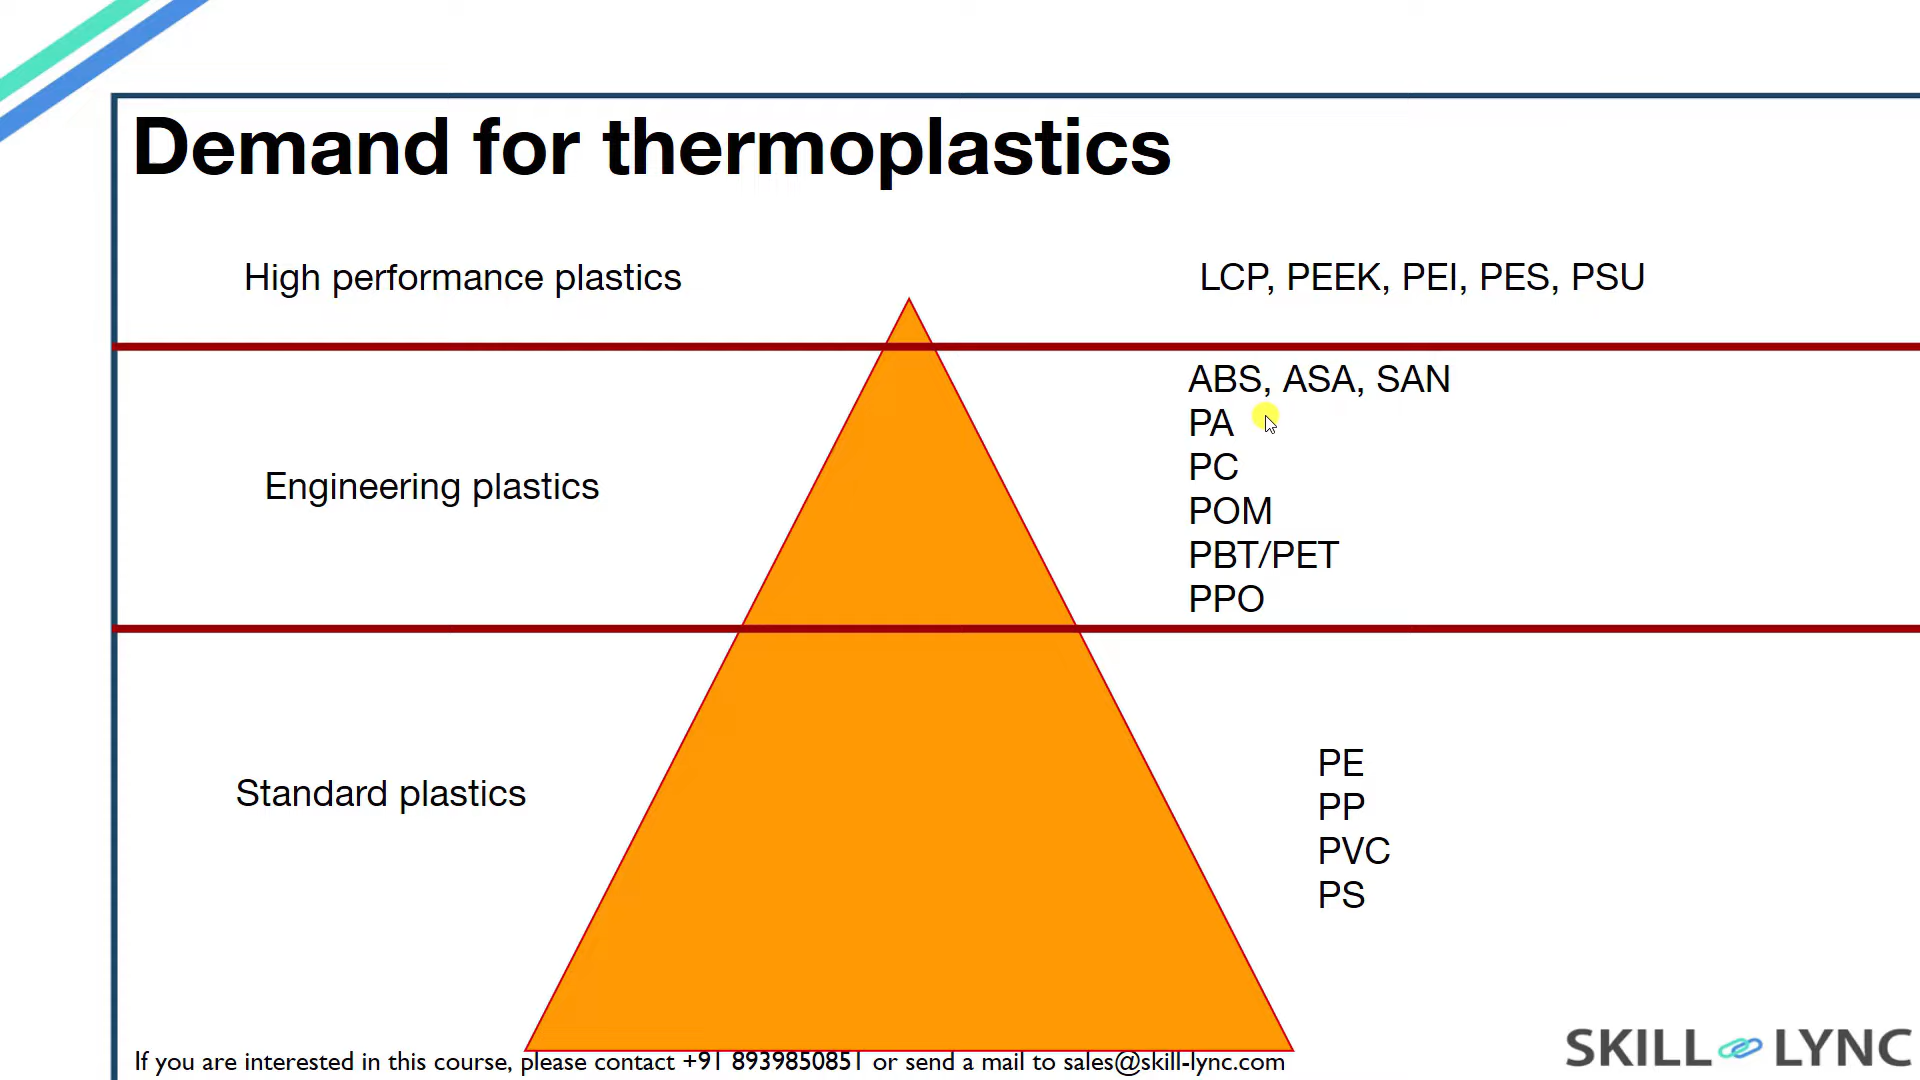 Demand for thermoplastics
High performance plastics
LCP, PEEK, PEI, PES, PSU
ABS, ASA, SAN
PA
PC
POM
PBT/PET
PPO
Engineering plastics
Standard plastics
PE
PP
PVC
PS
If you are interested in this course, please contact +91 8939850851 or send a mail to sales@skill-lync.com
SKILL LYNC